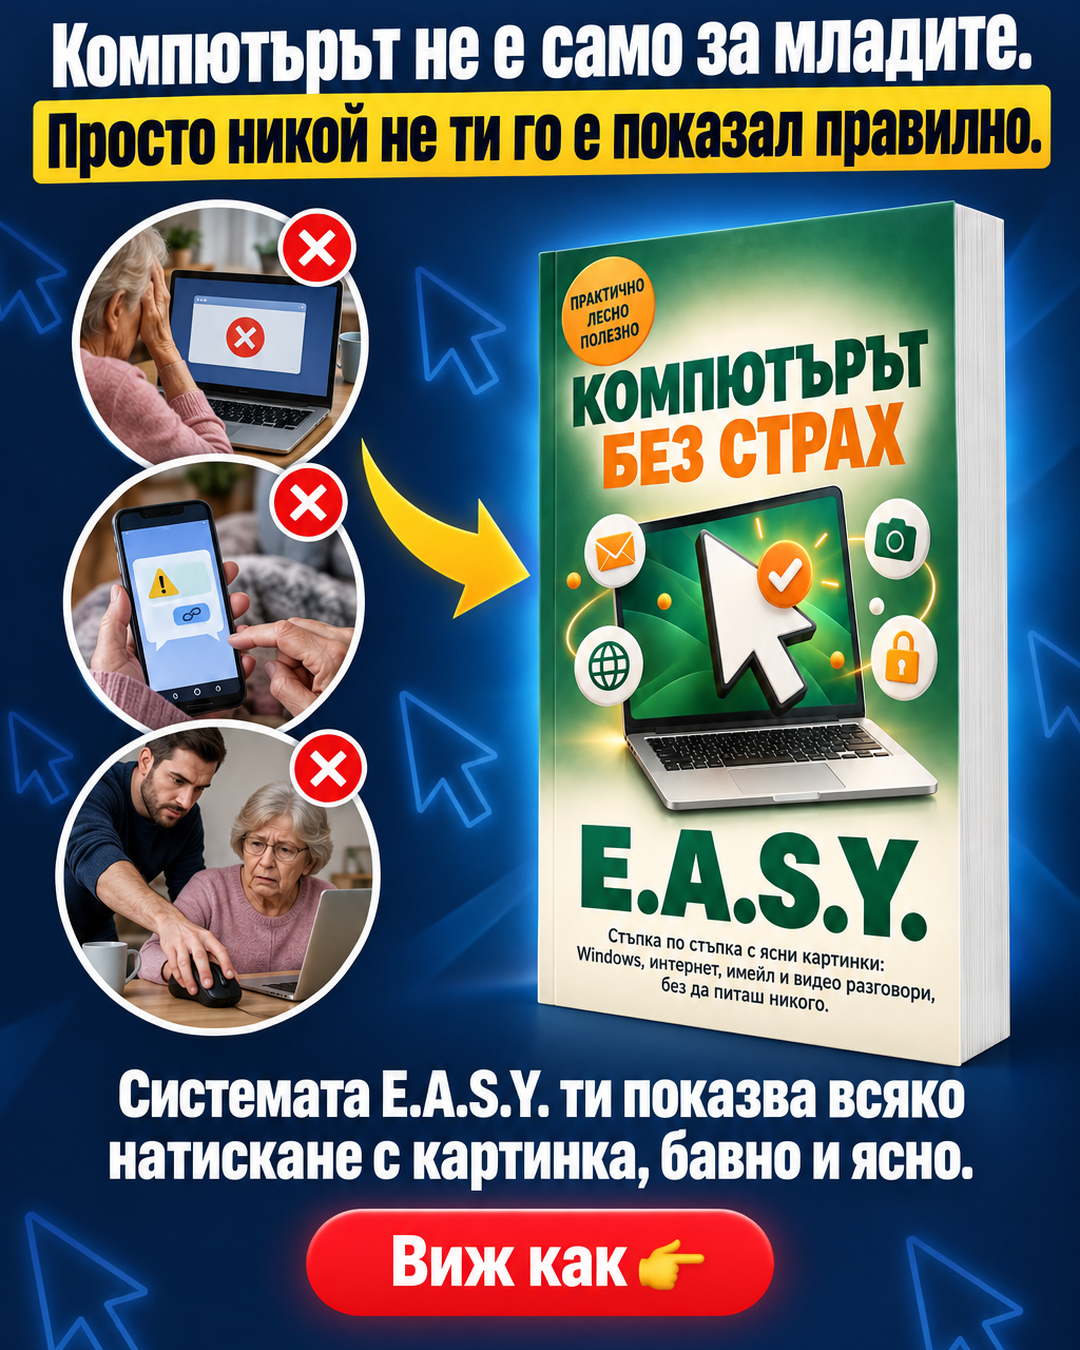 Компютърът не е само за младите.
Просто никой не ти го е показал правилно.
ПРАКТИЧНО
ЛЕСНО
ПОЛЕЗНО
КОМПЮТЪРЪТ
БЕЗ СТРАХ
E.A.S.Y.
Стъпка по стъпка с ясни картинки:
Windows, интернет, имейл и видео разговори,
без да питаш никого.
Системата E.A.S.Y. ти показва всяко
натискане с картинка, бавно и ясно.
Виж как